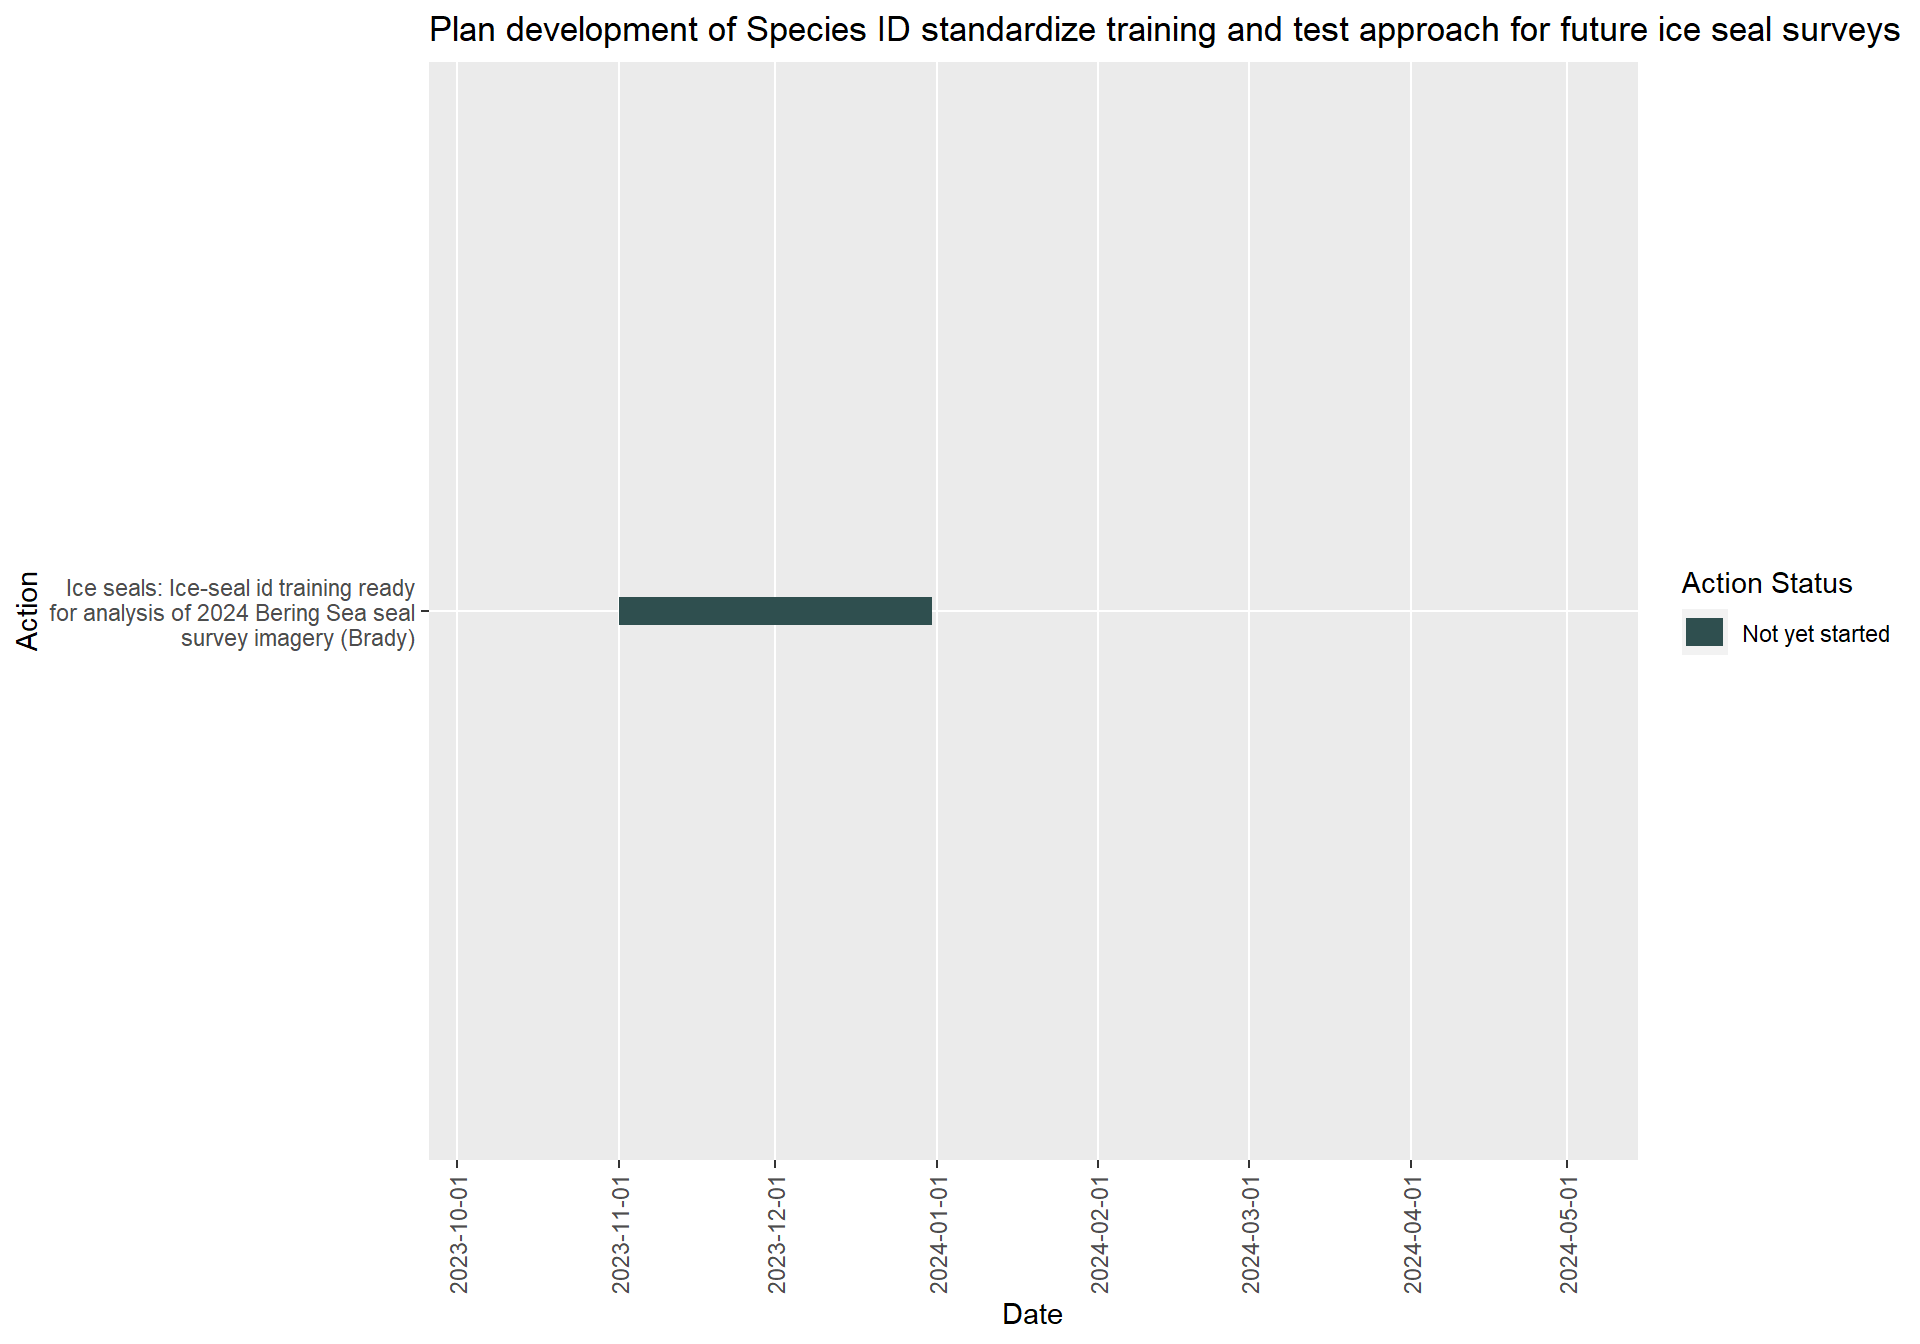 Plan development of Species ID standardize training and test approach for future ice seal surveys
Action
Ice seals: Ice-seal id training ready
for analysis of 2024 Bering Sea seal
survey imagery (Brady)
Action Status
Not yet started
2023-10-01
2023-11-01
2023-12-01
2024-01-01
2024-02-01
2024-03-01
2024-04-01
2024-05-01
Date